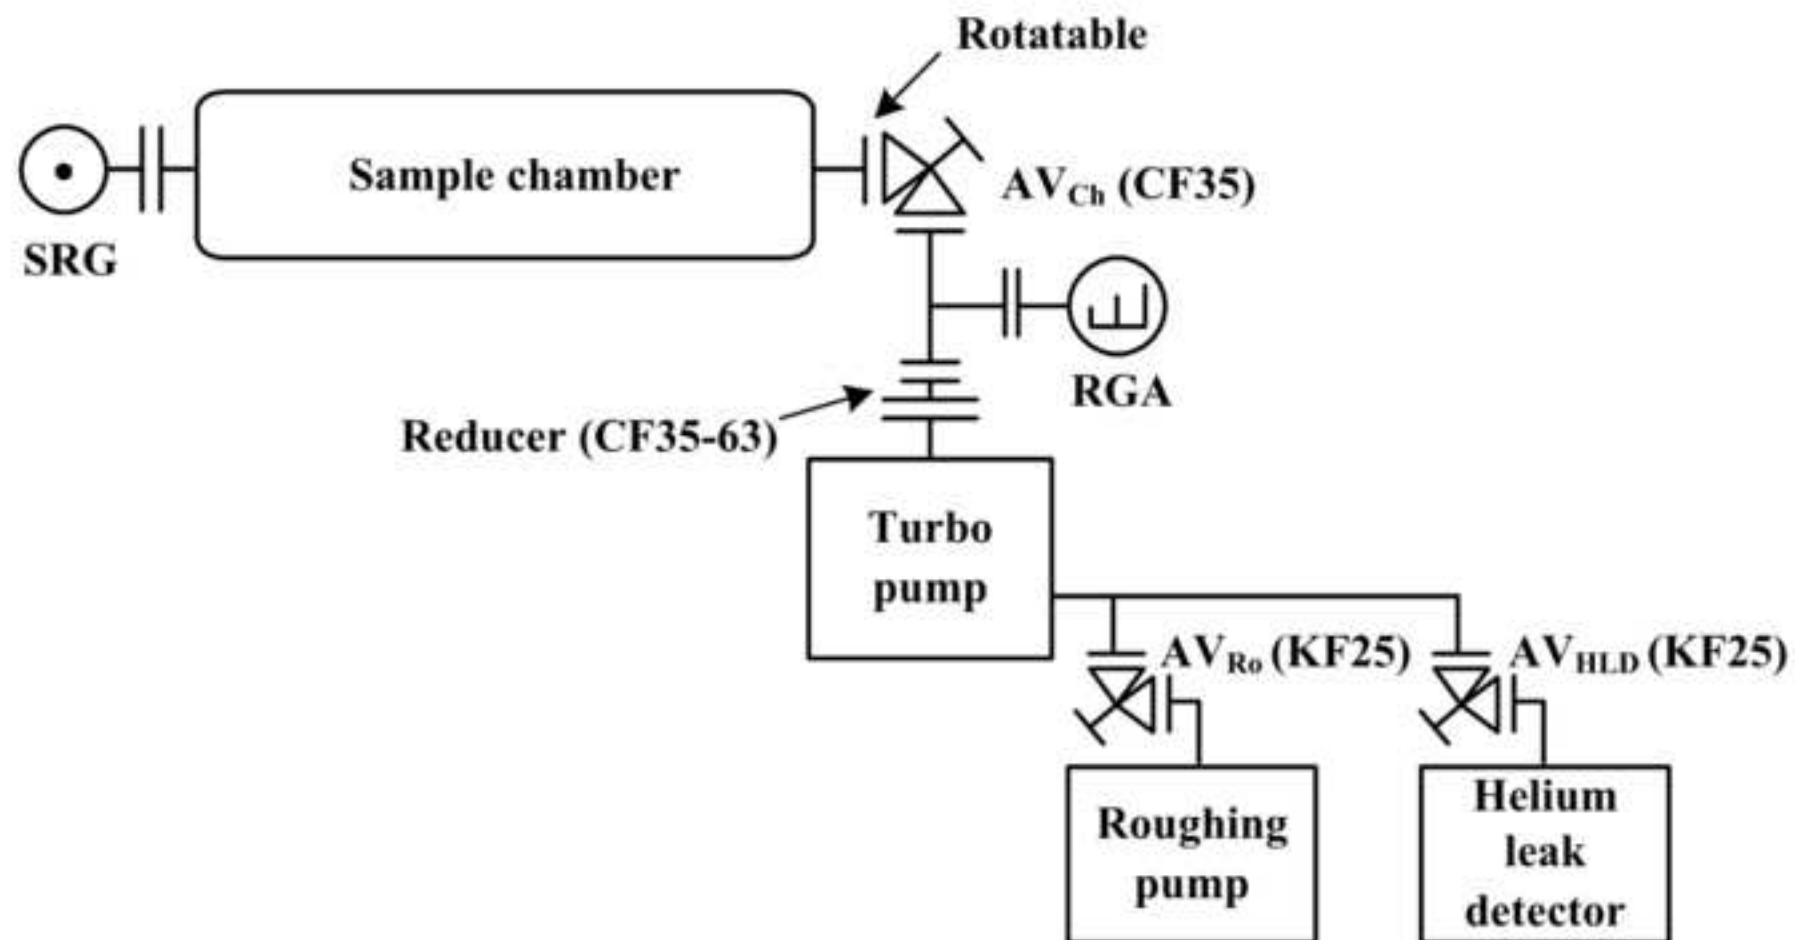 Rotatable
Sample chamber
AVCh (CF35)
SRG
RGA
Reducer (CF35-63)
Turbo
pump
AVRo (KF25)
AVHLD (KF25)
Roughing
pump
Helium
leak
detector